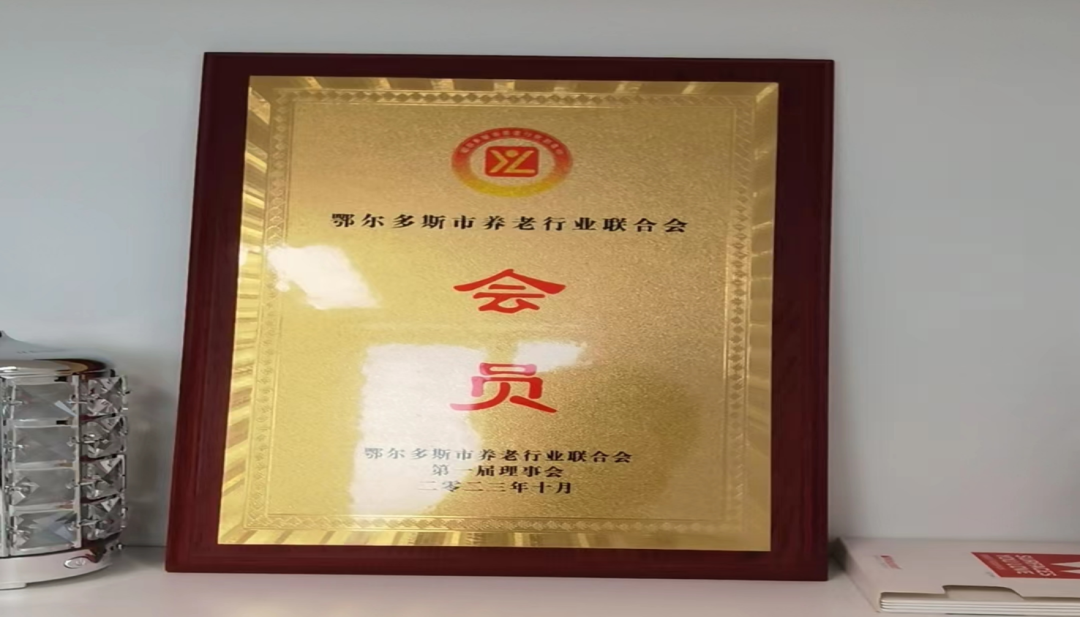 鄂尔多斯市养老行业联合会
会
员
鄂尔多斯市养老行业联合会
第一届理事会
二零二三年十月